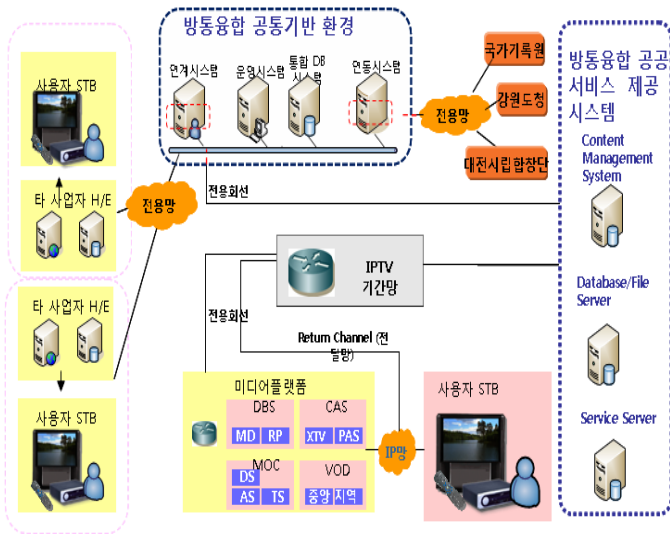 방통융합 공통기반 환경
연계시스템
운영시스템
통합 DB
시스템
연동시스템
국가기록원
강원도청
대전시립합창단
전용망
방통융합 공공
서비스 제공
시스템
Content
Management
System
Database/File
Server
Service Server
사용자 STB
타 사업자 H/E
전용망
타 사업자 H/E
사용자 STB
전용회선
IPTV
기간망
전용회선
Return Channel (전
달망)
미디어플랫폼
DBS
MD
RP
CAS
XTV
PAS
MOC
DS
AS
TS
VOD
중앙
지역
IP망
사용자 STB